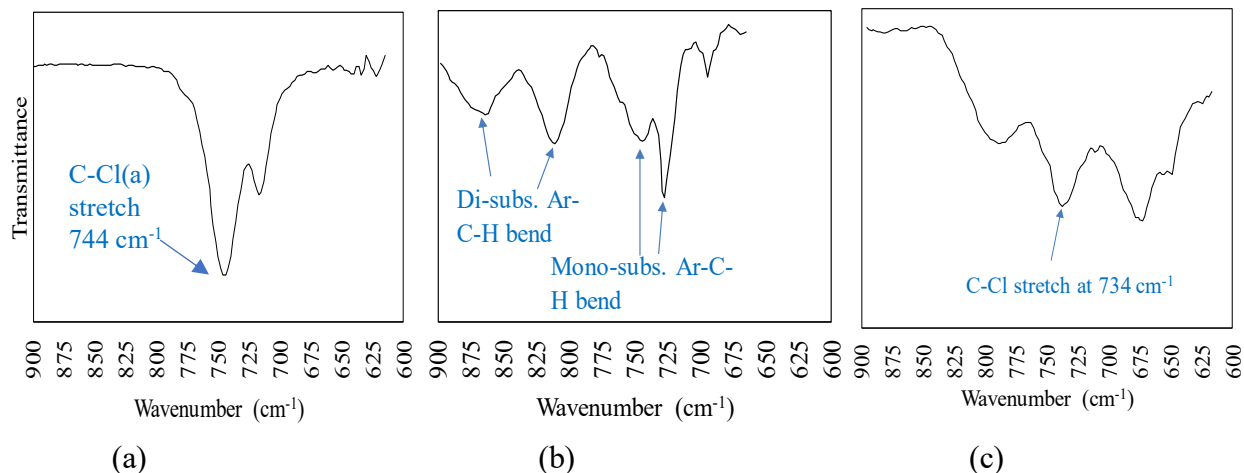 Transmittance
C-Cl(a)
stretch
744 cm⁻¹
900 875 850 825 800 775 750 725 700 675 650 625 600
Wavenumber (cm⁻¹)
(a)
Di-subs. Ar-
C-H bend
Mono-subs. Ar-C-
H bend
900 875 850 825 800 775 750 725 700 675 650 625 600
Wavenumber (cm⁻¹)
(b)
C-Cl stretch at 734 cm⁻¹
900 875 850 825 800 775 750 725 700 675 650 625 600
Wavenumber (cm⁻¹)
(c)